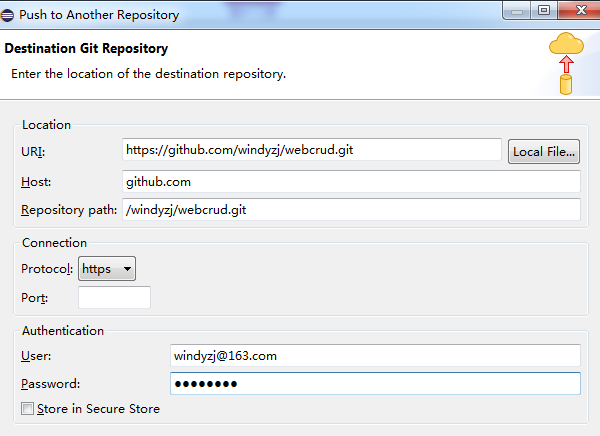 Push to Another Repository
Destination Git Repository
Enter the location of the destination repository.
Location
URI: https://github.com/windyzj/webcrud.git Local File...
Host: github.com
Repository path: /windyzj/webcrud.git
Connection
Protocol: https
Port:
Authentication
User: windyzj@163.com
Password: ●●●●●●●●
Store in Secure Store